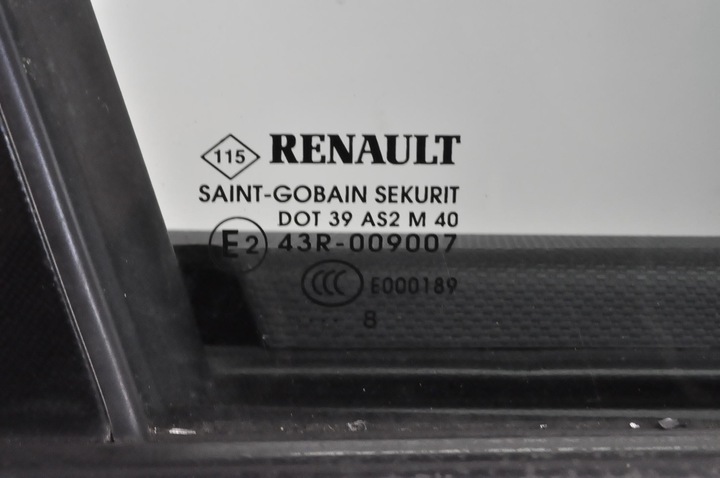 115 RENAULT
SAINT-GOBAIN SEKURIT
DOT 39 AS2 M 40
E2 43R-009007
CCC E000189
.... 8